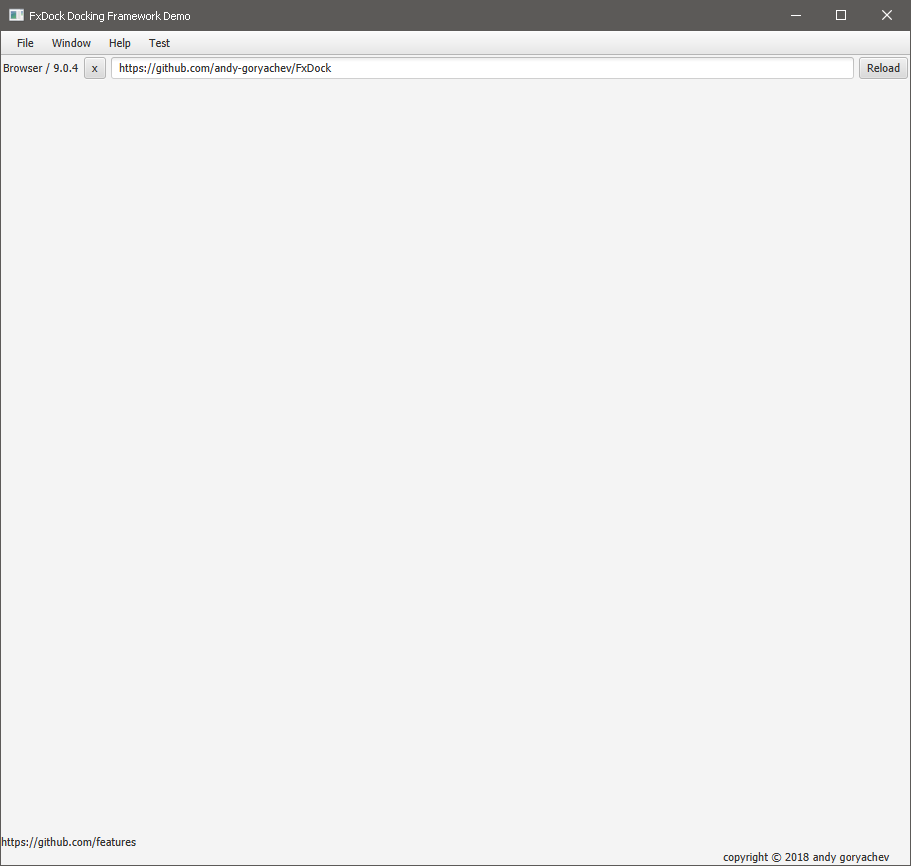 FxDock Docking Framework Demo
File Window Help Test
Browser / 9.0.4 x https://github.com/andy-goryachev/FxDock Reload
https://github.com/features
copyright © 2018 andy goryachev